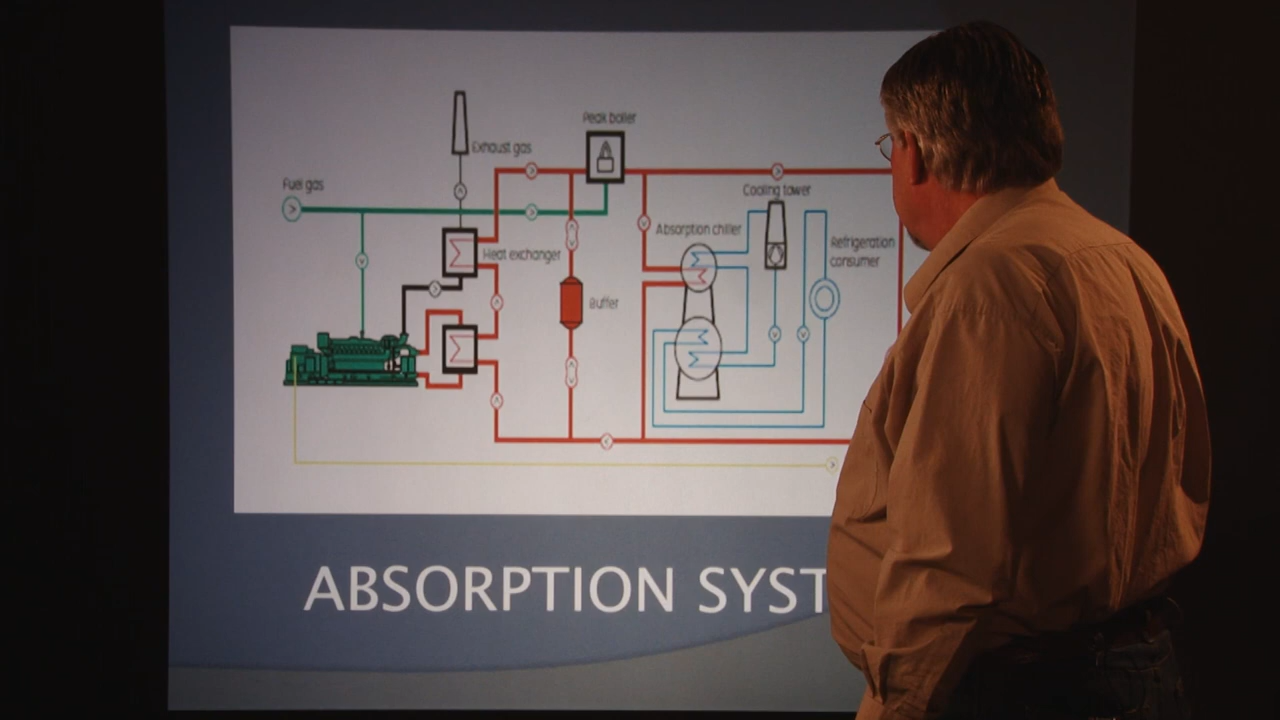 Peak boiler
Exhaust gas
Fuel gas
Cooling tower
Absorption chiller
Refrigeration
consumer
Heat exchanger
Buffer
ABSORPTION SYST